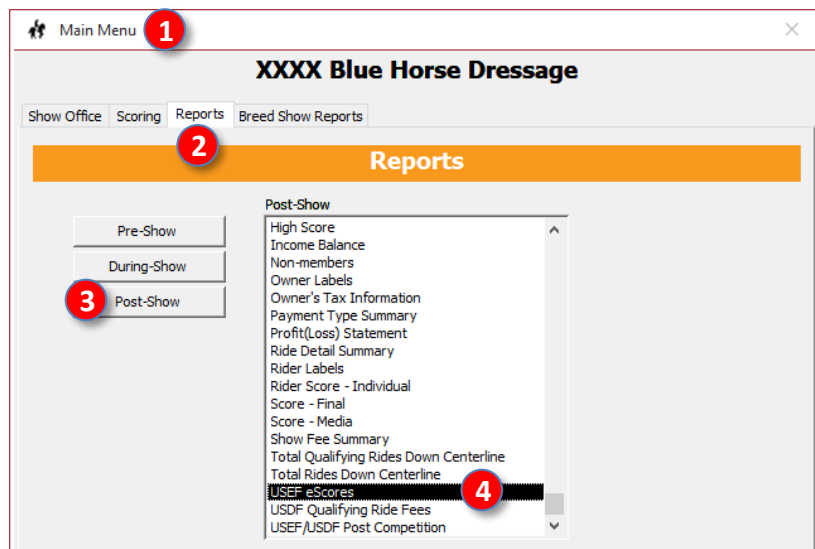 Main Menu 1
XXXX Blue Horse Dressage
Show Office Scoring Reports Breed Show Reports
2
Reports
Post-Show
Pre-Show
During-Show
3 Post-Show
High Score
Income Balance
Non-members
Owner Labels
Owner's Tax Information
Payment Type Summary
Profit(Loss) Statement
Ride Detail Summary
Rider Labels
Rider Score - Individual
Score - Final
Score - Media
Show Fee Summary
Total Qualifying Rides Down Centerline
Total Rides Down Centerline
USEF eScores 4
USDF Qualifying Ride Fees
USEF/USDF Post Competition